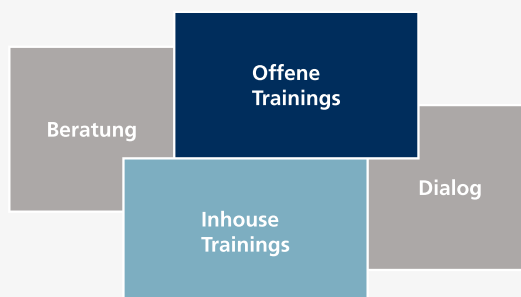 Offene
Trainings
Beratung
Dialog
Inhouse
Trainings